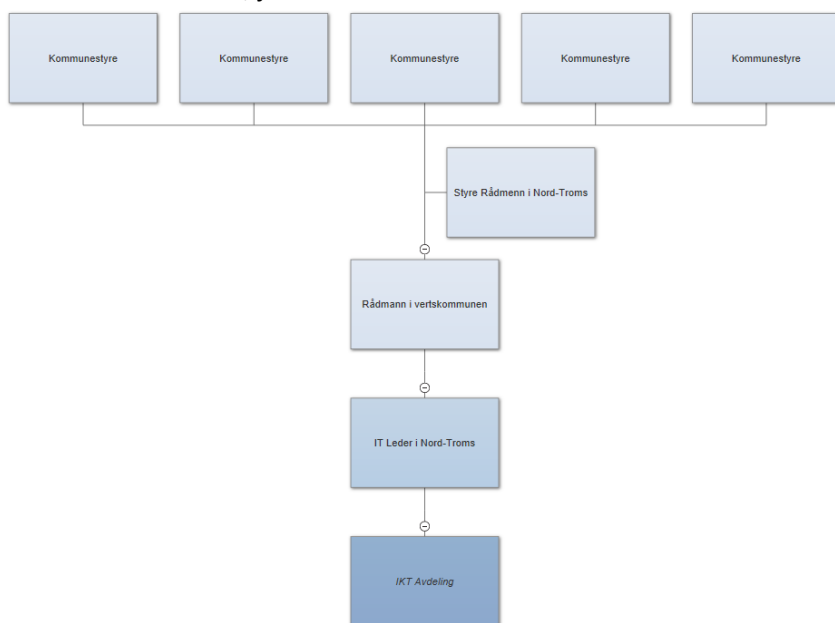 Kommunestyre
Kommunestyre
Kommunestyre
Kommunestyre
Kommunestyre
Styre Rådmenn i Nord-Troms
Rådmann i vertskommunen
IT Leder i Nord-Troms
IKT Avdeling